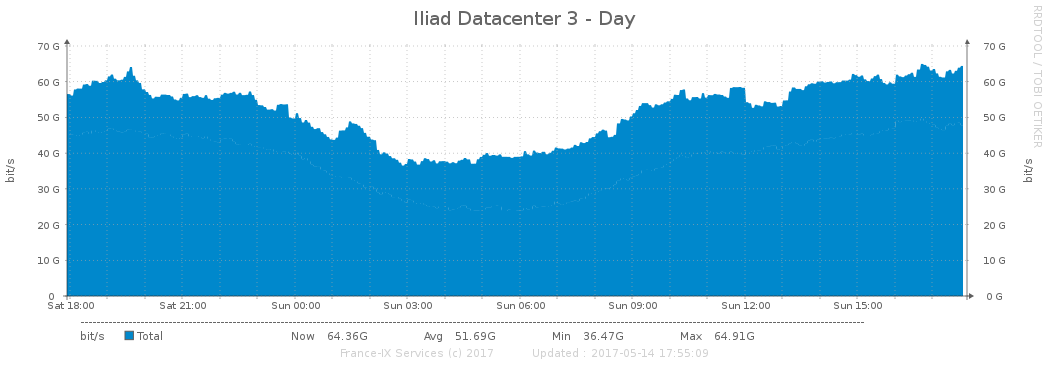 Iliad Datacenter 3 - Day
RRDTOOL / TOBI OETIKER
bit/s
bit/s
70 G 70 G
60 G 60 G
50 G 50 G
40 G 40 G
30 G 30 G
20 G 20 G
10 G 10 G
0 0 G
Sat 18:00 Sat 21:00 Sun 00:00 Sun 03:00 Sun 06:00 Sun 09:00 Sun 12:00 Sun 15:00
bit/s Total Now 64.36G Avg 51.69G Min 36.47G Max 64.91G
France-IX Services (c) 2017 Updated : 2017-05-14 17:55:09